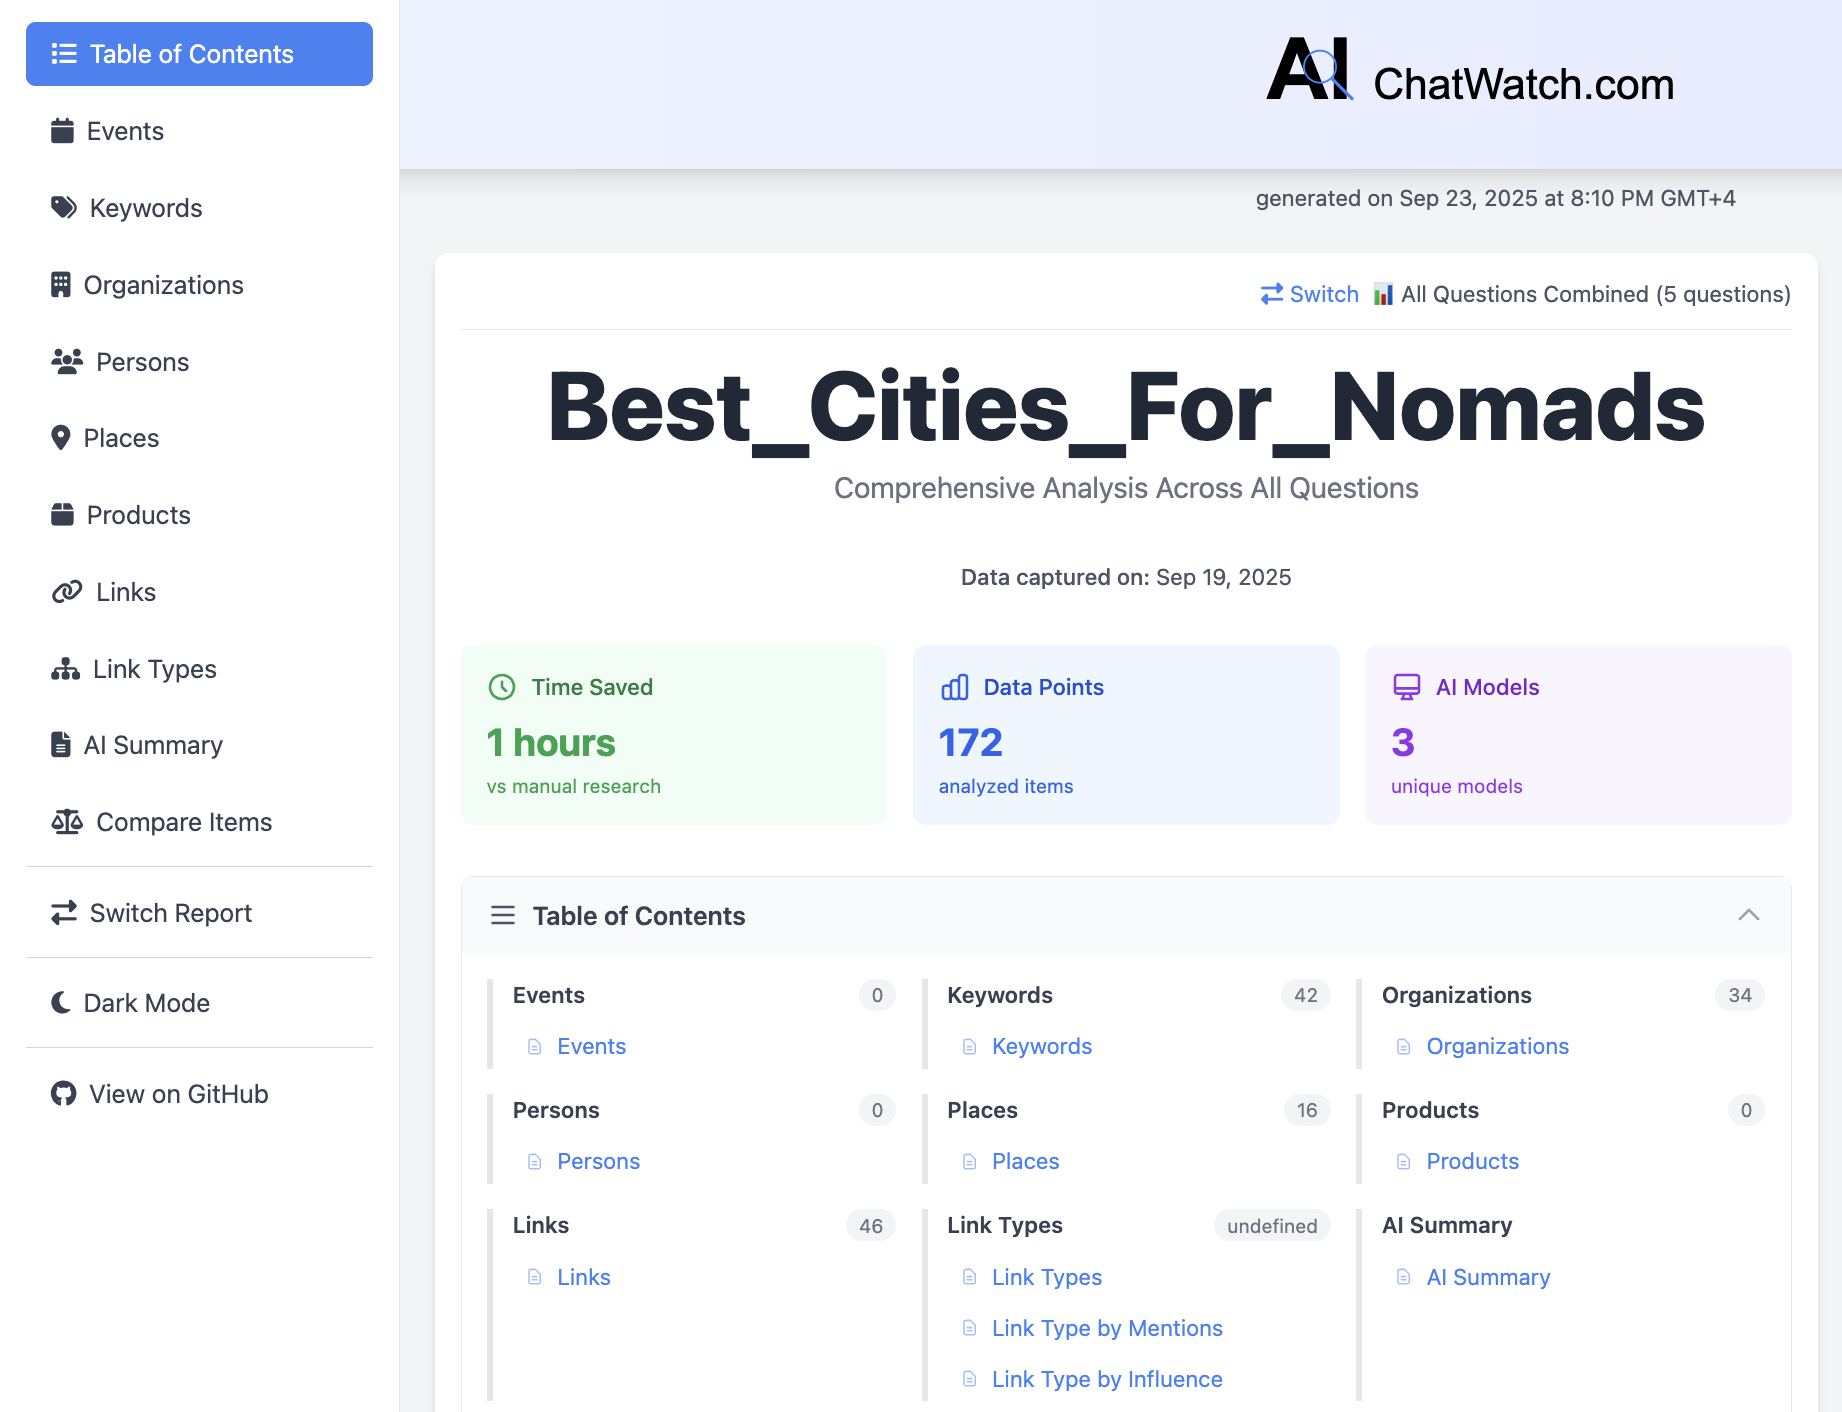 Table of Contents
Events
Keywords
Organizations
Persons
Places
Products
Links
Link Types
AI Summary
Compare Items
Switch Report
Dark Mode
View on GitHub
AI ChatWatch.com
generated on Sep 23, 2025 at 8:10 PM GMT+4
Switch All Questions Combined (5 questions)
Best_Cities_For_Nomads
Comprehensive Analysis Across All Questions
Data captured on: Sep 19, 2025
Time Saved
1 hours
vs manual research
Data Points
172
analyzed items
AI Models
3
unique models
Table of Contents
Events 0
Events
Keywords 42
Keywords
Organizations 34
Organizations
Persons 0
Persons
Places 16
Places
Products 0
Products
Links 46
Links
Link Types undefined
Link Types
Link Type by Mentions
Link Type by Influence
AI Summary
AI Summary